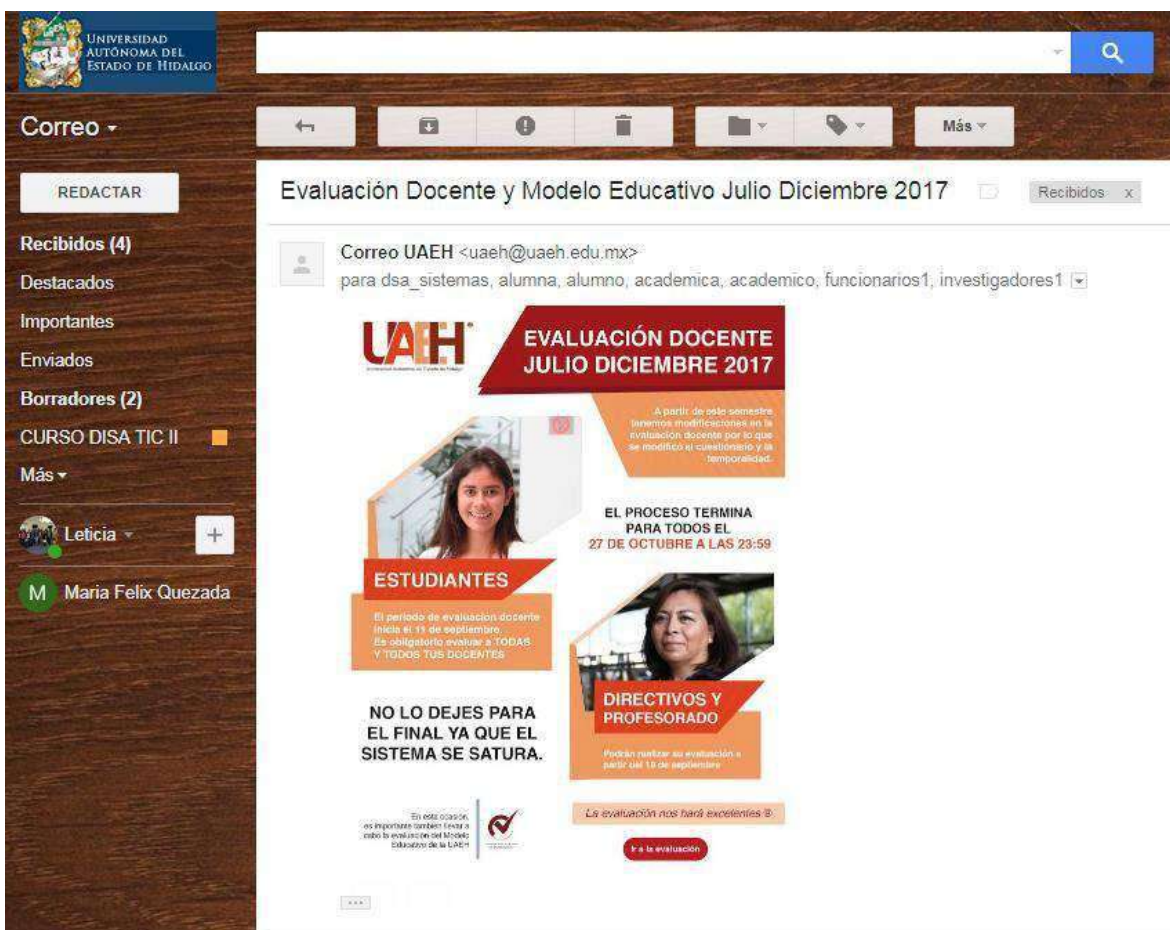 UNIVERSIDAD
AUTÓNOMA DEL
ESTADO DE HIDALGO
Correo
Más
REDACTAR
Evaluación Docente y Modelo Educativo Julio Diciembre 2017
Recibidos x
Recibidos (4)
Destacados
Importantes
Enviados
Borradores (2)
CURSO DISA TIC II
Más
Leticia
+
M Maria Felix Quezada
Correo UAEH <uaeh@uaeh.edu.mx>
para dsa_sistemas, alumna, alumno, academica, academico, funcionarios1, investigadores1
UAEH
Universidad Autónoma del Estado de Hidalgo
EVALUACIÓN DOCENTE
JULIO DICIEMBRE 2017
A partir de este semestre
tenemos modificaciones en la
evaluación docente por lo que
se modificó el cuestionario y la
temporalidad.
EL PROCESO TERMINA
PARA TODOS EL
27 DE OCTUBRE A LAS 23:59
ESTUDIANTES
El periodo de evaluación docente
inicia el 11 de septiembre.
Es obligatorio evaluar a TODAS
Y TODOS TUS DOCENTES
DIRECTIVOS Y
PROFESORADO
Podrán realizar su evaluación a
partir del 18 de septiembre
NO LO DEJES PARA
EL FINAL YA QUE EL
SISTEMA SE SATURA.
En esta ocasión,
es importante también llevar a
cabo la evaluación del Modelo
Educativo de la UAEH
La evaluación nos hará excelentes ®
Ir a la evaluación